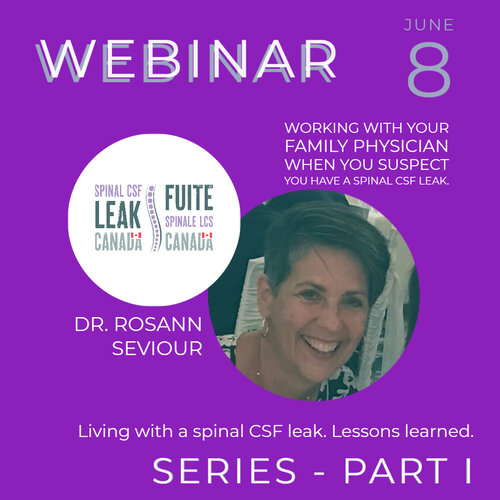 WEBINAR
JUNE
8
WORKING WITH YOUR
FAMILY PHYSICIAN
WHEN YOU SUSPECT
YOU HAVE A SPINAL CSF LEAK.
SPINAL CSF
LEAK
CANADA
FUITE
SPINALE LCS
CANADA
DR. ROSANN
SEVIOUR
Living with a spinal CSF leak. Lessons learned.
SERIES - PART I